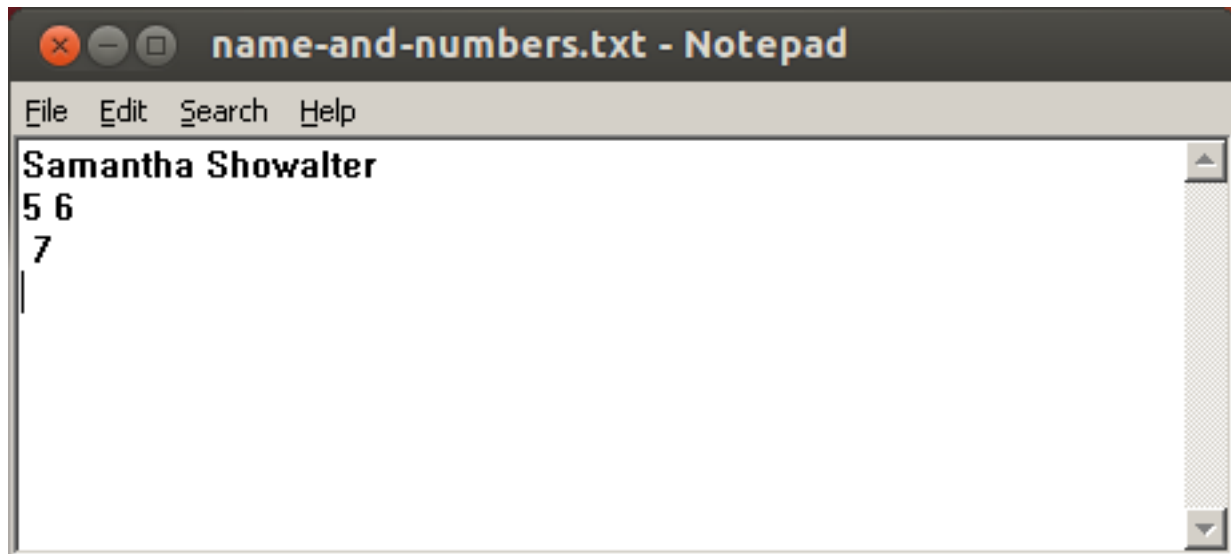 name-and-numbers.txt - Notepad
File Edit Search Help
Samantha Showalter
5 6
 7